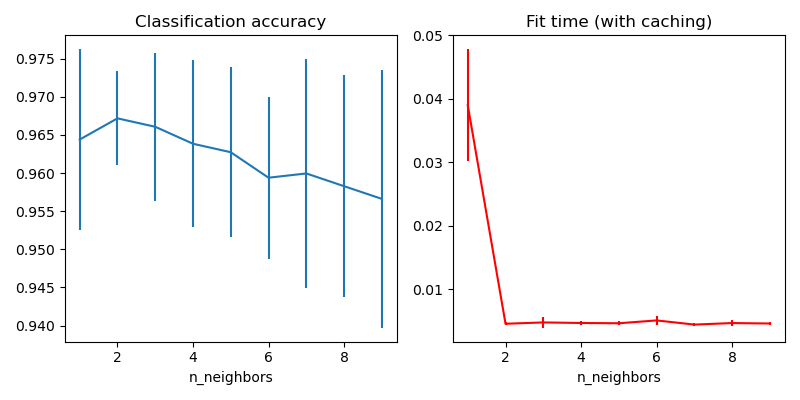 Classification accuracy
0.975
0.970
0.965
0.960
0.955
0.950
0.945
0.940
2 4 6 8
n_neighbors
Fit time (with caching)
0.05
0.04
0.03
0.02
0.01
2 4 6 8
n_neighbors